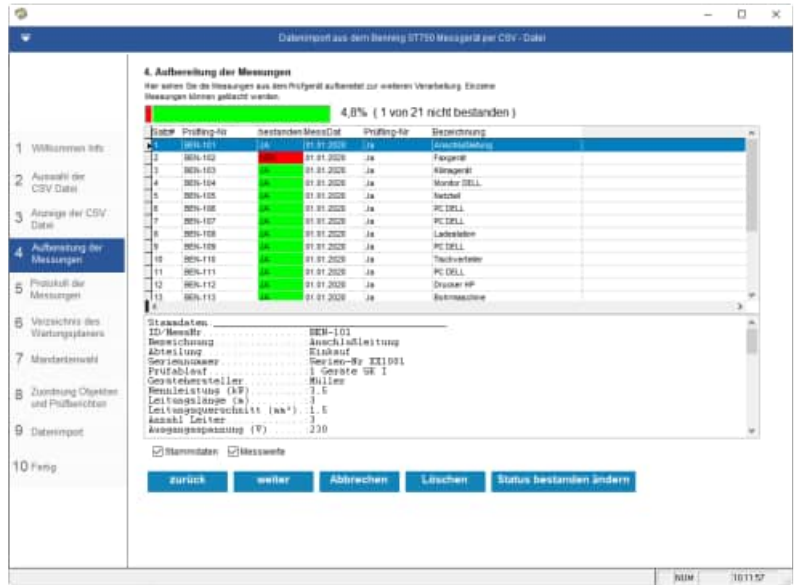 Datenimport aus dem Benning ST750 Messgerät per CSV - Datei
4. Aufbereitung der Messungen
Hier sehen Sie die Messungen aus dem Prüfgerät aufbereitet zur weiteren Verarbeitung. Einzelne
Messungen können gelöscht werden.
4,8% ( 1 von 21 nicht bestanden )
Satz# Prüfling-Nr bestanden MessDat Prüfling-Nr Bezeichnung
1 BEN-101 JA 01.01.2020 Ja Anschlußleitung
2 BEN-102 01.01.2020 Ja Faxgerät
3 BEN-103 JA 01.01.2020 Ja Klimagerät
4 BEN-104 JA 01.01.2020 Ja Monitor DELL
5 BEN-105 JA 01.01.2020 Ja Netzteil
6 BEN-106 JA 01.01.2020 Ja PC DELL
7 BEN-107 JA 01.01.2020 Ja PC DELL
8 BEN-108 JA 01.01.2020 Ja Ladestation
9 BEN-109 JA 01.01.2020 Ja PC DELL
10 BEN-110 JA 01.01.2020 Ja Tischverteiler
11 BEN-111 JA 01.01.2020 Ja PC DELL
12 BEN-112 JA 01.01.2020 Ja Drucker HP
13 BEN-113 JA 01.01.2020 Ja Bohrmaschine
1 Willkommen Info
2 Auswahl der
CSV Datei
3 Anzeige der CSV
Datei
4 Aufbereitung der
Messungen
5 Protokoll der
Messungen
6 Verzeichnis des
Wartungsplaners
7 Mandantenwahl
8 Zuordnung Objekten
und Prüfberichten
9 Datenimport
10 Fertig
Stammdaten
ID/MessNr BEN-101
Bezeichnung Anschlußleitung
Abteilung Einkauf
Seriennummer Serien-Nr XX1001
Prüfablauf 1 Geräte SK I
Gerätehersteller Müller
Nennleistung (kW) 3.5
Leitungslänge (m) 3
Leitungsquerschnitt (mm²) 1.5
Anzahl Leiter 3
Ausgangsspannung (V) 230
Stammdaten Messwerte
zurück weiter Abbrechen Löschen Status bestanden ändern
NUM 10:11:57